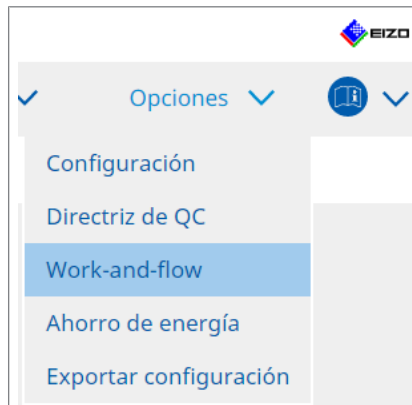 EIZO
Opciones
Configuración
Directriz de QC
Work-and-flow
Ahorro de energía
Exportar configuración